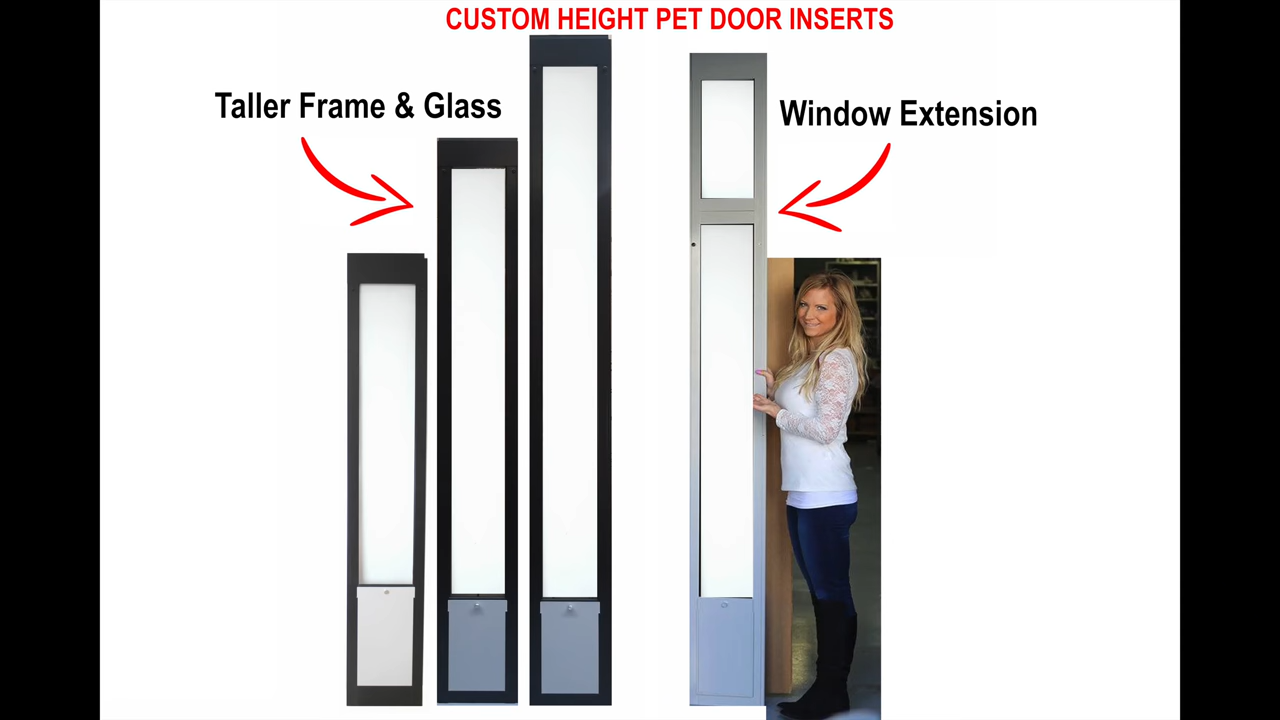 CUSTOM HEIGHT PET DOOR INSERTS
Taller Frame & Glass
Window Extension